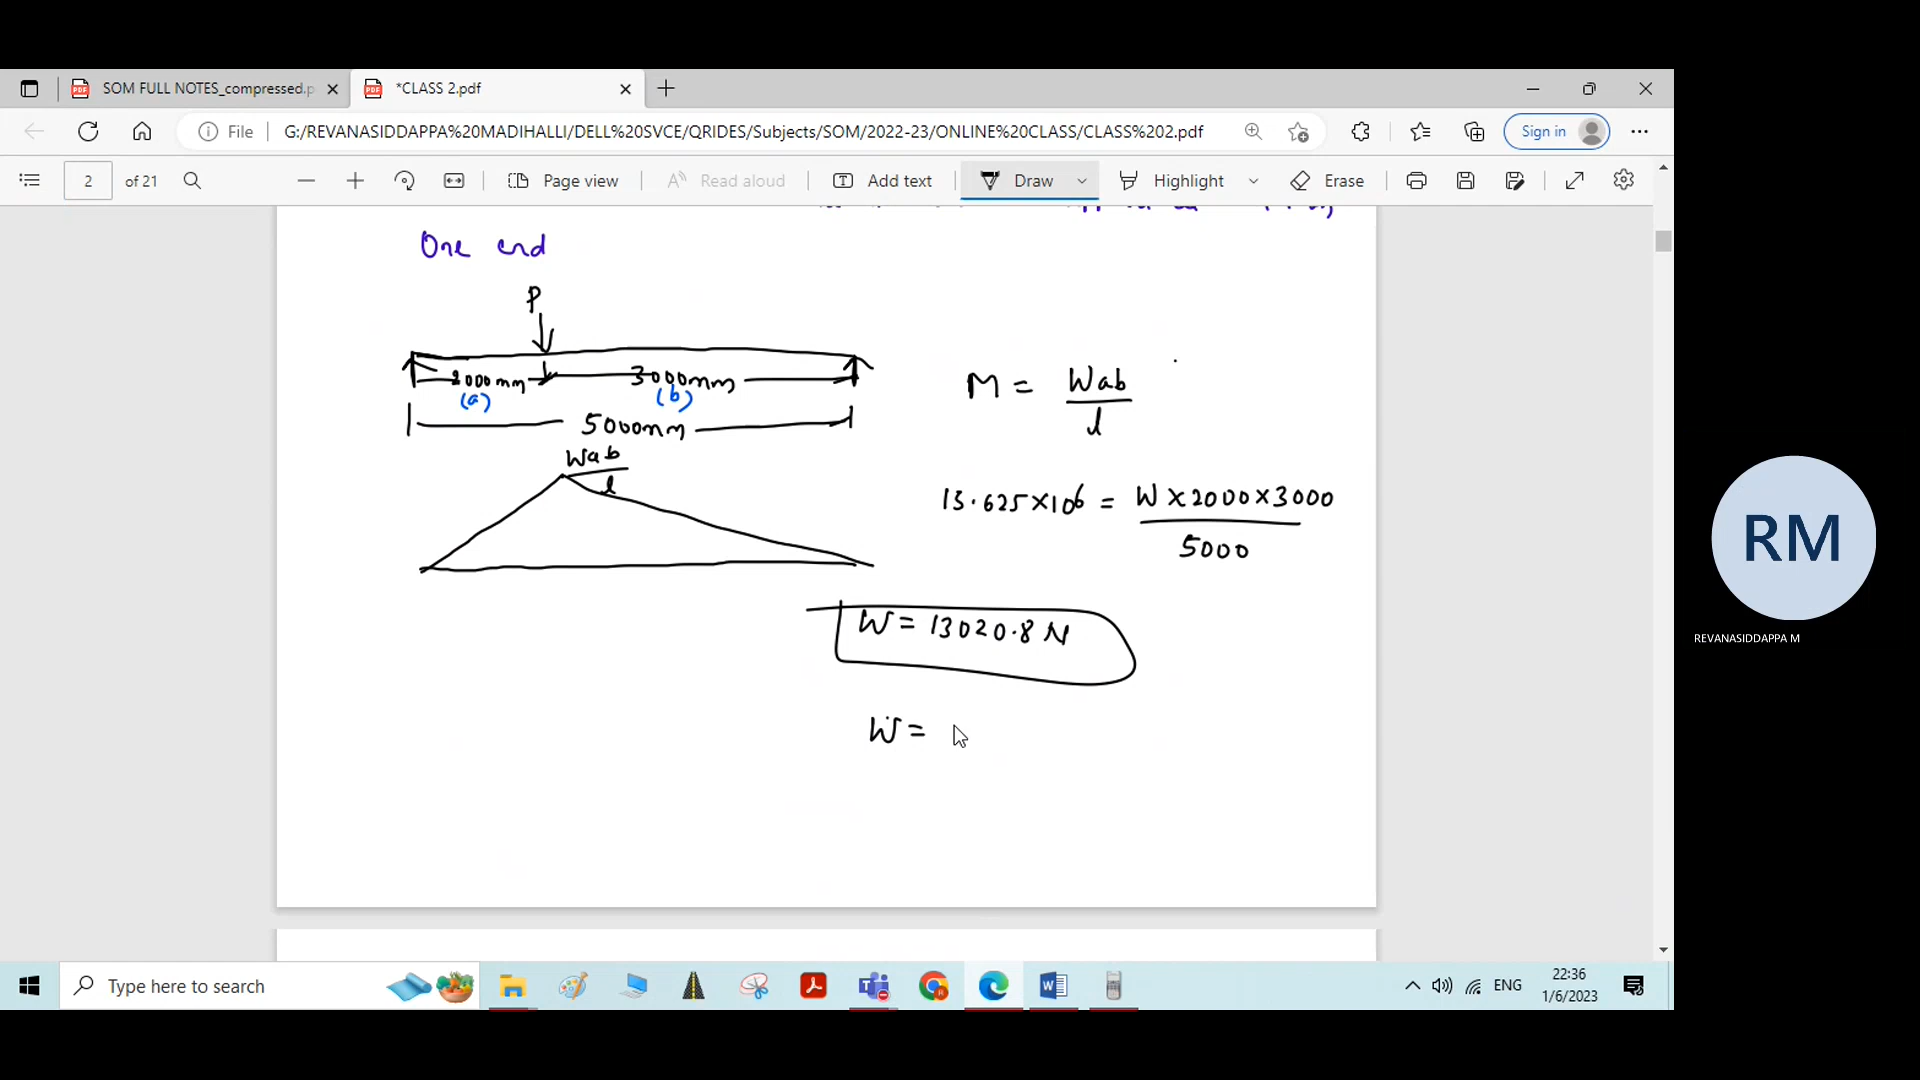 SOM FULL NOTES_compressed.p
*CLASS 2.pdf
File
G:/REVANASIDDAPPA%20MADIHALLI/DELL%20SVCE/QRIDES/Subjects/SOM/2022-23/ONLINE%20CLASS/CLASS%202.pdf
Sign in
2 of 21
Page view
Read aloud
Add text
Draw
Highlight
Erase
One end
P
2000mm
3000mm
(a)
(b)
5000mm
Wab
l
M = Wab
l
13.625×10⁶ = W×2000×3000
5000
W = 13020.8 N
W =
RM
REVANASIDDAPPA M
Type here to search
ENG
22:36
1/6/2023